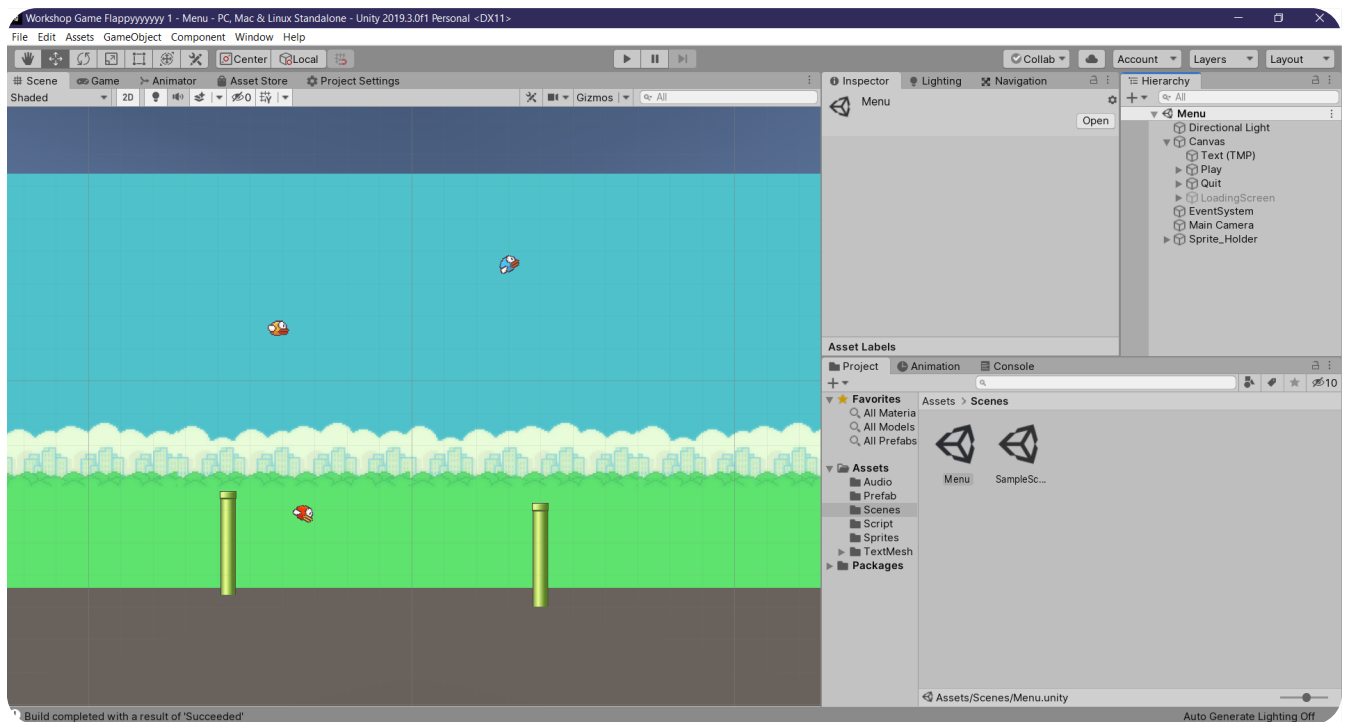 Workshop Game Flappyyyyyyy 1 - Menu - PC, Mac & Linux Standalone - Unity 2019.3.0f1 Personal <DX11>
File Edit Assets GameObject Component Window Help
Center Local Collab Account Layers Layout
Scene Game Animator Asset Store Project Settings
Shaded 2D 0 Gizmos All
Inspector Lighting Navigation
Menu
Open
Asset Labels
Hierarchy
All
Menu
Directional Light
Canvas
Text (TMP)
Play
Quit
LoadingScreen
EventSystem
Main Camera
Sprite_Holder
Project Animation Console
10
Favorites
All Materia
All Models
All Prefabs
Assets
Audio
Prefab
Scenes
Script
Sprites
TextMesh
Packages
Assets > Scenes
Menu SampleSc...
Assets/Scenes/Menu.unity
Build completed with a result of 'Succeeded'
Auto Generate Lighting Off